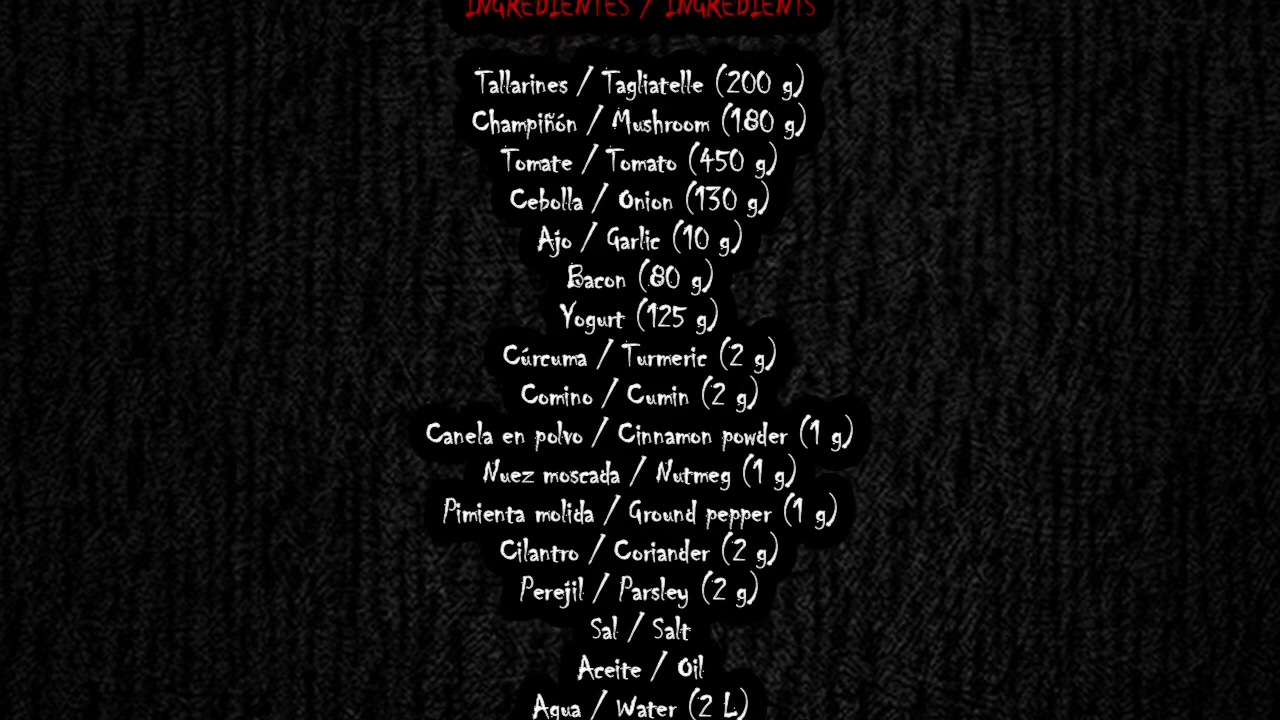 INGREDIENTES / INGREDIENTS
Tallarines / Tagliatelle (200 g)
Champiñón / Mushroom (180 g)
Tomate / Tomato (450 g)
Cebolla / Onion (130 g)
Ajo / Garlic (10 g)
Bacon (80 g)
Yogurt (125 g)
Cúrcuma / Turmeric (2 g)
Comino / Cumin (2 g)
Canela en polvo / Cinnamon powder (1 g)
Nuez moscada / Nutmeg (1 g)
Pimienta molida / Ground pepper (1 g)
Cilantro / Coriander (2 g)
Perejil / Parsley (2 g)
Sal / Salt
Aceite / Oil
Agua / Water (2 L)